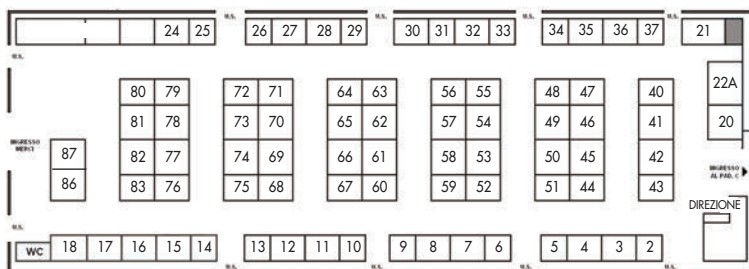 U.S. U.S. U.S. U.S.
24 25 26 27 28 29 30 31 32 33 34 35 36 37 21
U.S.
80 79 72 71 64 63 56 55 48 47 40 22A
81 78 73 70 65 62 57 54 49 46 41 20
INGRESSO
MERCI
87 82 77 74 69 66 61 58 53 50 45 42
INGRESSO
AL PAD. C
86 83 76 75 68 67 60 59 52 51 44 43
DIREZIONE
U.S.
WC 18 17 16 15 14 13 12 11 10 9 8 7 6 5 4 3 2
U.S. U.S. U.S. U.S.